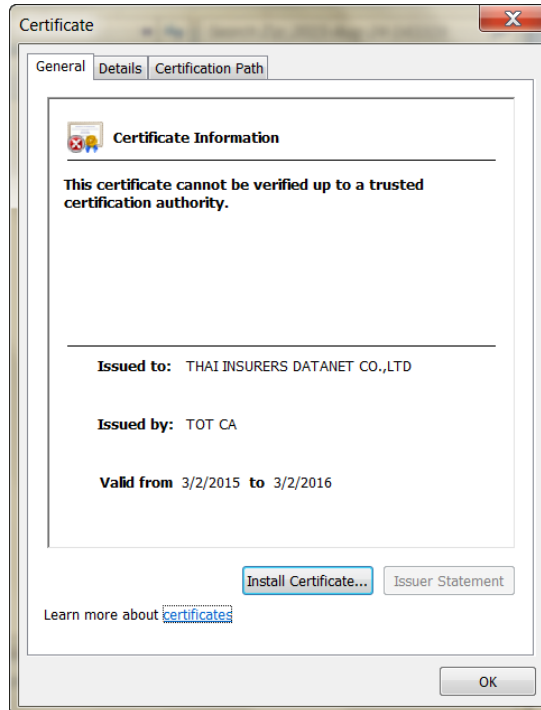 Certificate
General Details Certification Path
Certificate Information
This certificate cannot be verified up to a trusted
certification authority.
Issued to: THAI INSURERS DATANET CO.,LTD
Issued by: TOT CA
Valid from 3/2/2015 to 3/2/2016
Install Certificate... Issuer Statement
Learn more about certificates
OK